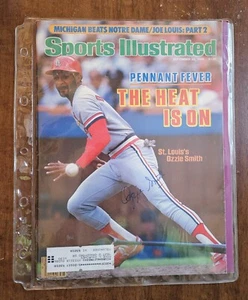 MICHIGAN BEATS NOTRE DAME/JOE LOUIS: PART 2
Sports Illustrated
PENNANT FEVER
THE HEAT
IS ON
St. Louis's
Ozzie Smith